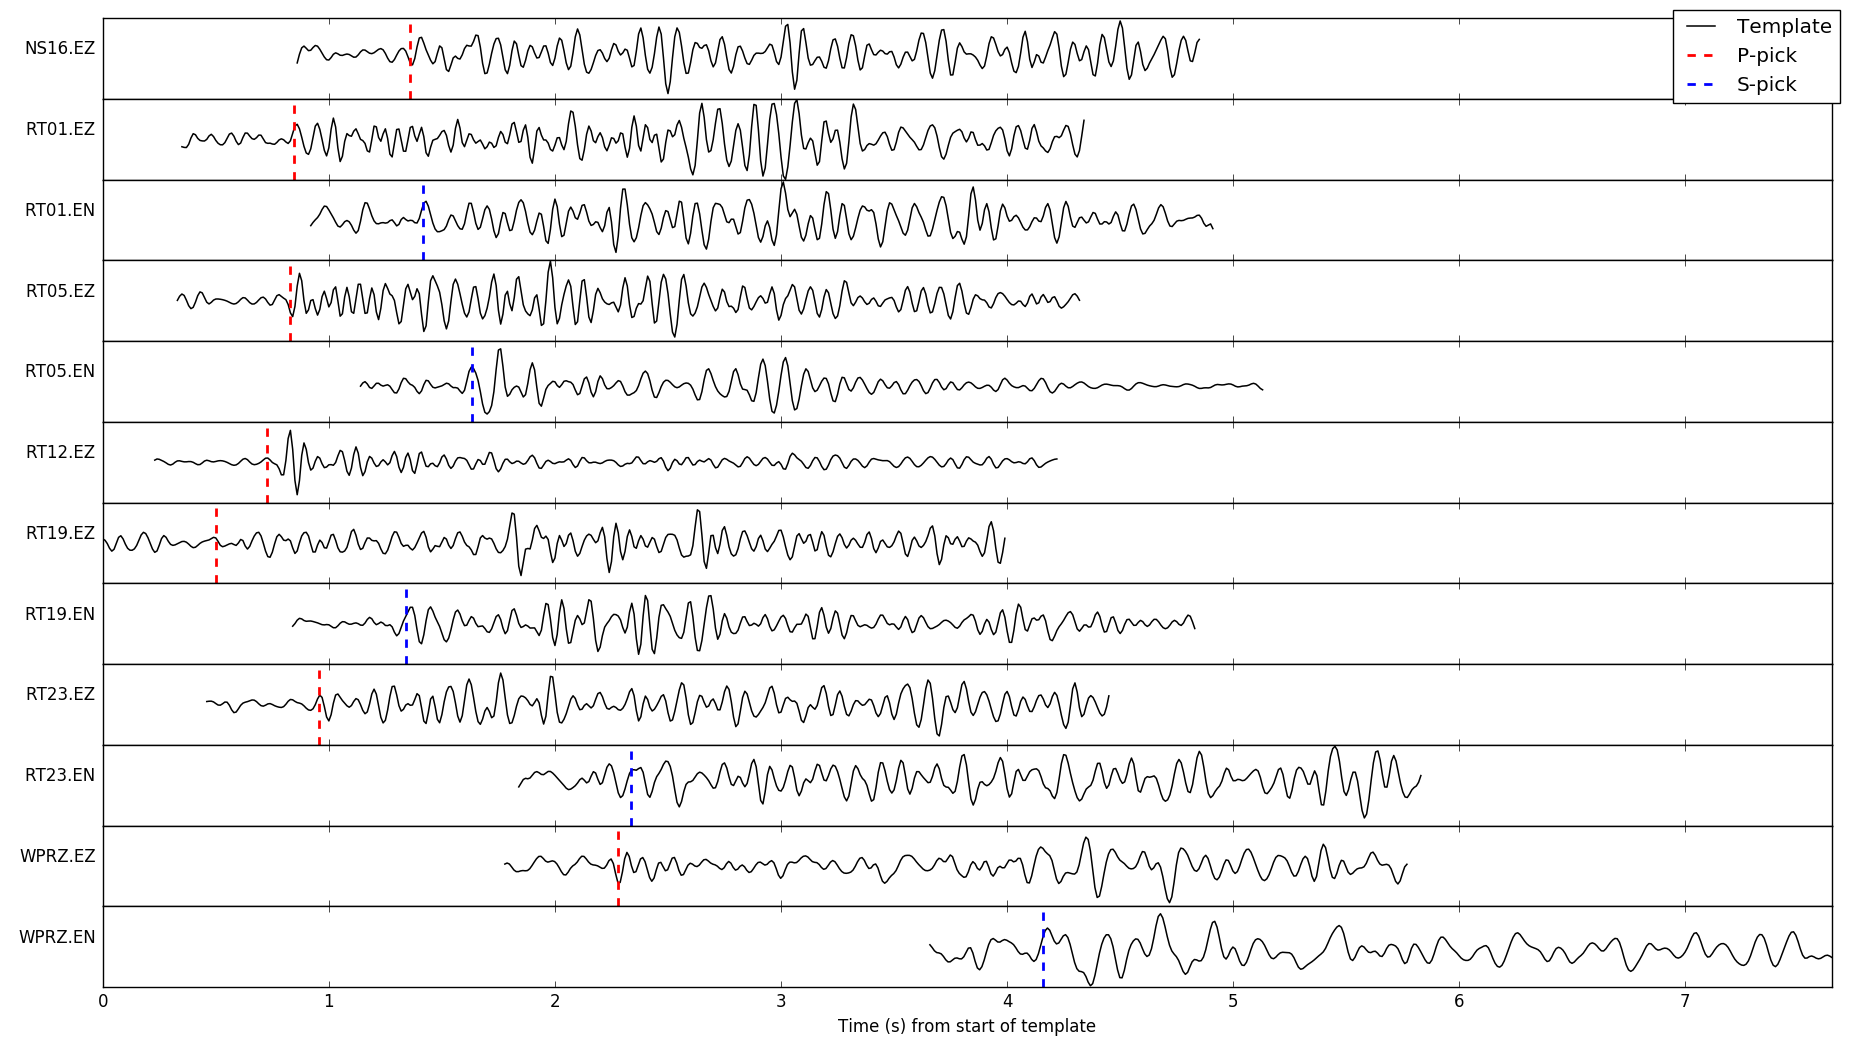 NS16.EZ
RT01.EZ
RT01.EN
RT05.EZ
RT05.EN
RT12.EZ
RT19.EZ
RT19.EN
RT23.EZ
RT23.EN
WPRZ.EZ
WPRZ.EN
Template
P-pick
S-pick
0 1 2 3 4 5 6 7
Time (s) from start of template